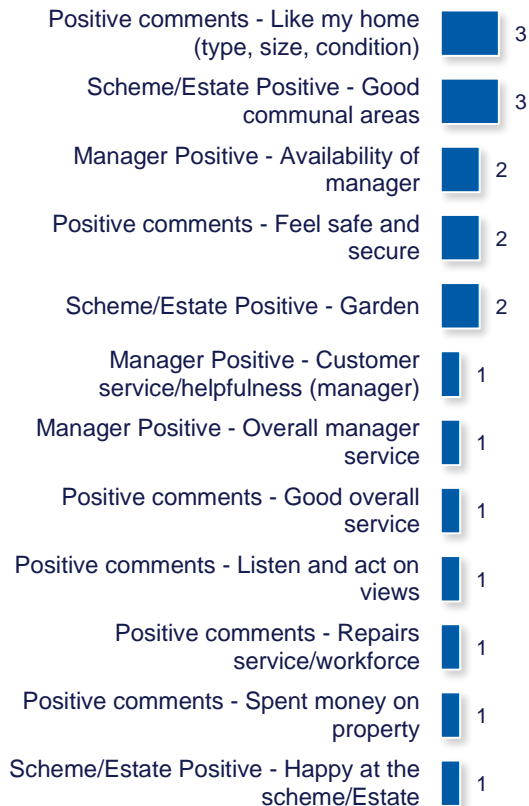 Positive comments - Like my home
(type, size, condition)
3
Scheme/Estate Positive - Good
communal areas
3
Manager Positive - Availability of
manager
2
Positive comments - Feel safe and
secure
2
Scheme/Estate Positive - Garden
2
Manager Positive - Customer
service/helpfulness (manager)
1
Manager Positive - Overall manager
service
1
Positive comments - Good overall
service
1
Positive comments - Listen and act on
views
1
Positive comments - Repairs
service/workforce
1
Positive comments - Spent money on
property
1
Scheme/Estate Positive - Happy at the
scheme/Estate
1